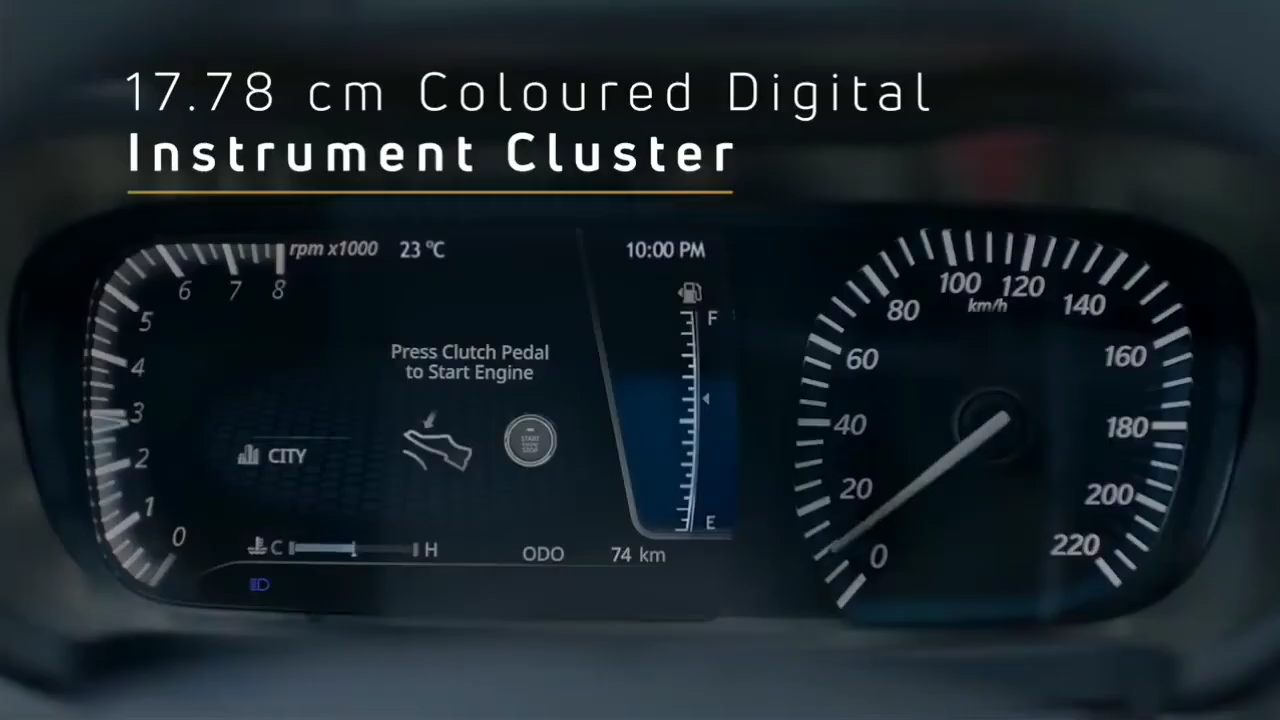 17.78 cm Coloured Digital
Instrument Cluster
rpm x1000 23 °C 10:00 PM
6 7 8
5
4
3
2
1
0
Press Clutch Pedal
to Start Engine
START
STOP
CITY
C H
ODO 74 km
F
E
0
20
40
60
80
100
120
140
160
180
200
220
km/h